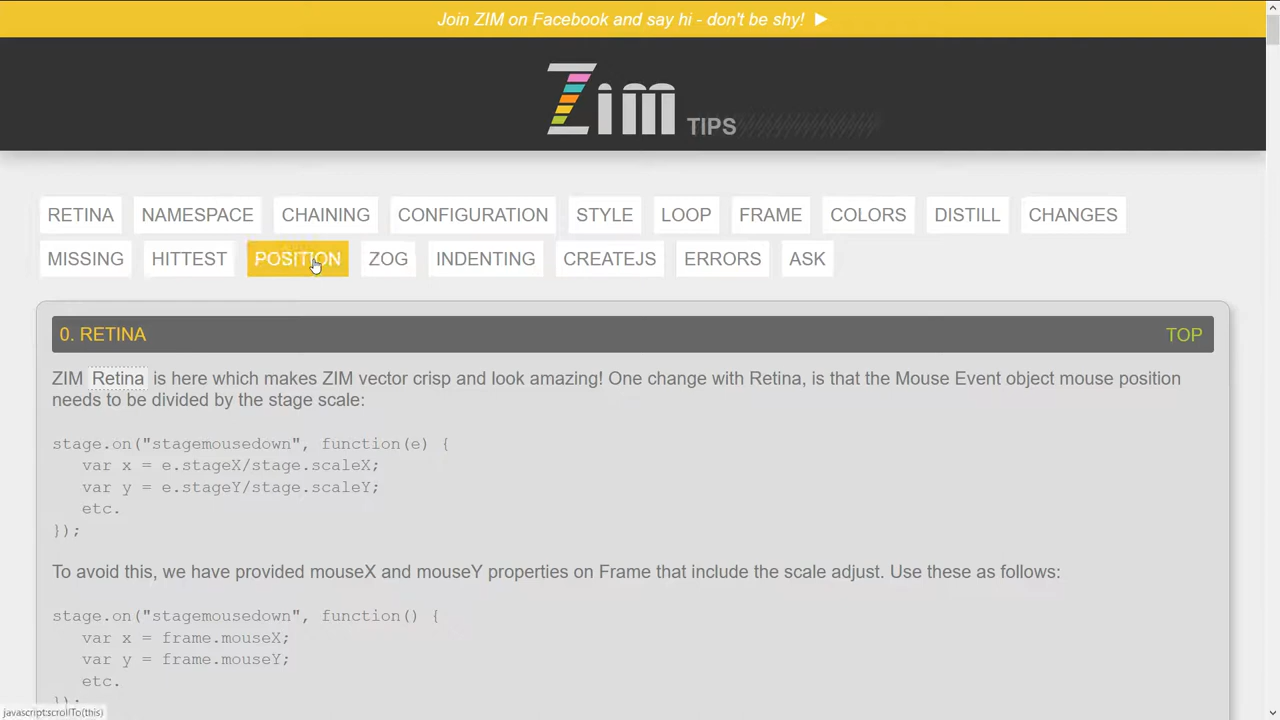 Join ZIM on Facebook and say hi - don't be shy! ▶
Zim TIPS
RETINA NAMESPACE CHAINING CONFIGURATION STYLE LOOP FRAME COLORS DISTILL CHANGES
MISSING HITTEST POSITION ZOG INDENTING CREATEJS ERRORS ASK
0. RETINA TOP
ZIM Retina is here which makes ZIM vector crisp and look amazing! One change with Retina, is that the Mouse Event object mouse position
needs to be divided by the stage scale:
stage.on("stagemousedown", function(e) {
var x = e.stageX/stage.scaleX;
var y = e.stageY/stage.scaleY;
etc.
});
To avoid this, we have provided mouseX and mouseY properties on Frame that include the scale adjust. Use these as follows:
stage.on("stagemousedown", function() {
var x = frame.mouseX;
var y = frame.mouseY;
etc.
});
javascript:scrollTo(this)